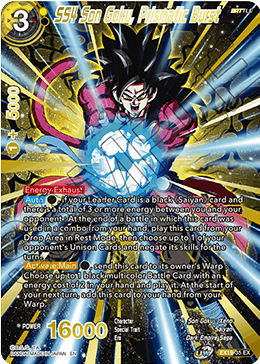 SS4 Son Goku, Prismatic Burst
BATTLE
3
1 + 5000
Energy-Exhaust
Auto : if your Leader Card is a black ‹Saiyan› card and
there's a total of 3 or more energy between you and your
opponent: At the end of a battle in which this card was
used in a combo from your hand, play this card from your
Drop Area in Rest Mode, then choose up to 1 of your
opponent's Unison Cards and negate its skills for the
turn.
Activate:Main , send this card to its owner's Warp :
Choose up to 1 black multicolor Battle Card with an
energy cost of 2 in your hand and play it. At the start of
your next turn, add this card to your hand from your
Warp.
POWER 16000
Character Son Goku : Xeno
Special Trait Saiyan
Era Dark Empire Saga
BANDAI MADE IN JAPAN EN
EX19-35 EX